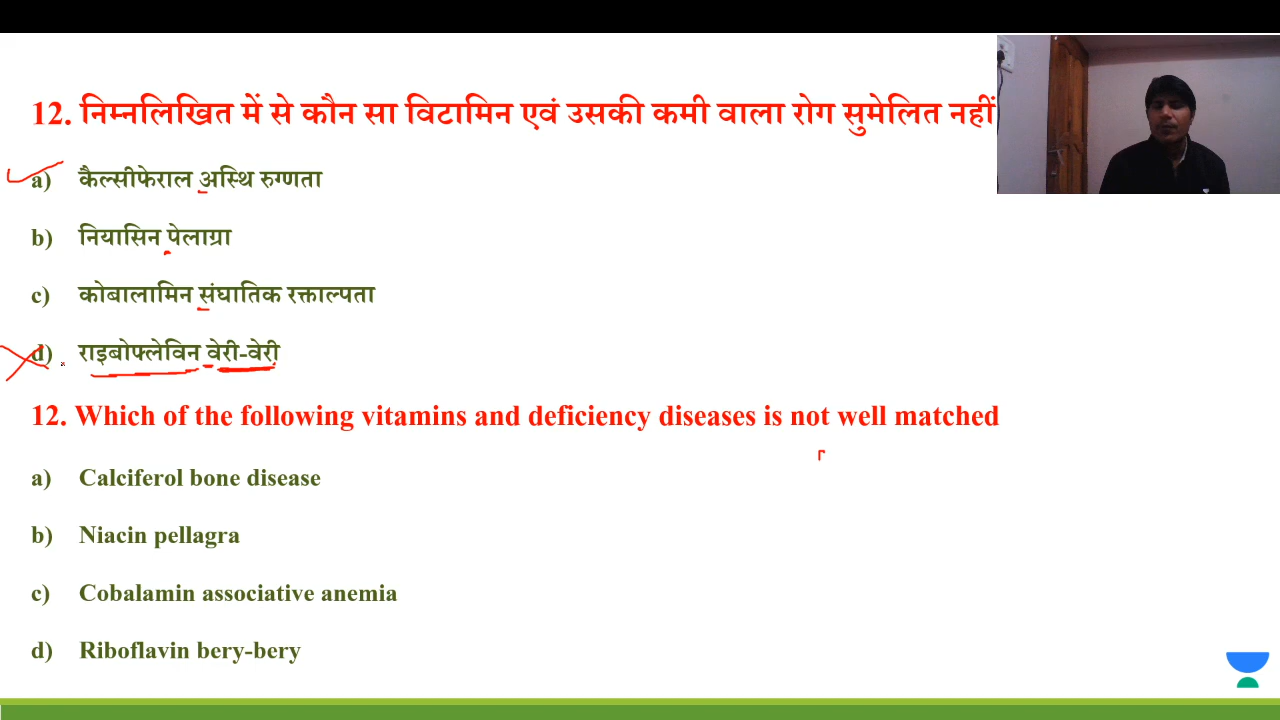 12. निम्नलिखित में से कौन सा विटामिन एवं उसकी कमी वाला रोग सुमेलित नहीं
a) कैल्सीफेराल अस्थि रुग्णता
b) नियासिन पेलाग्रा
c) कोबालामिन संघातिक रक्ताल्पता
d) राइबोफ्लेविन वेरी-वेरी
12. Which of the following vitamins and deficiency diseases is not well matched
a) Calciferol bone disease
b) Niacin pellagra
c) Cobalamin associative anemia
d) Riboflavin bery-bery